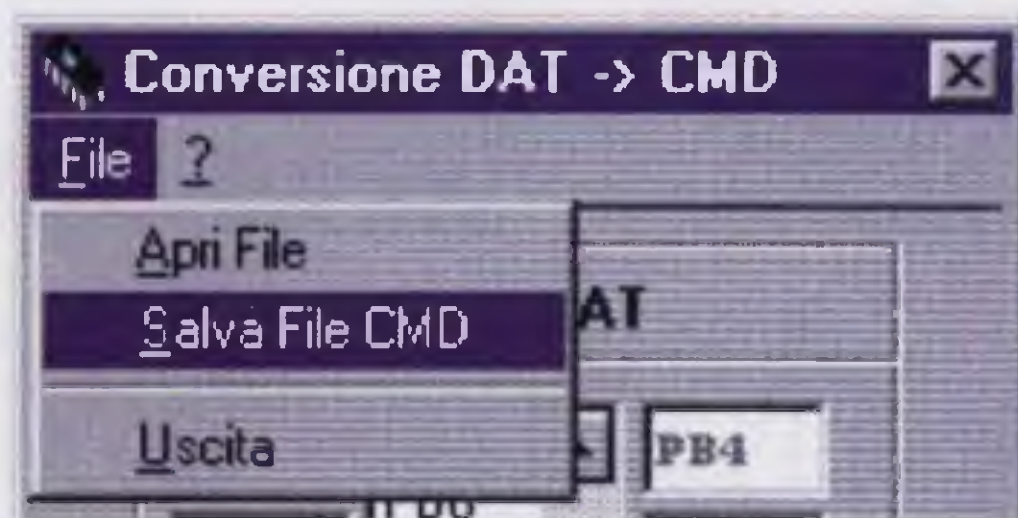 Conversione DAT -> CMD
File ?
Apri File
Salva File CMD
AT
Uscita
PB4